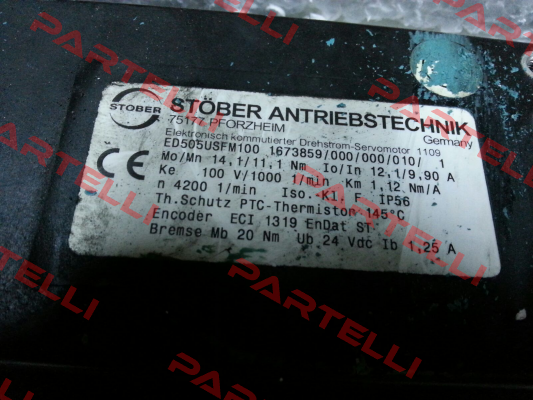 STÖBER
STÖBER ANTRIEBSTECHNIK
75177 PFORZHEIM
Germany
Elektronisch kommutierter Drehstrom-Servomotor 1109
ED505USFM100 1673859/000/000/010/ 1
Mo/Mn 14,1/11,1 Nm Io/In 12,1/9,90 A
Ke 100 V/1000 1/min Km 1,12 Nm/A
n 4200 1/min Iso.-Kl. F IP56
Th.Schutz PTC-Thermistor 145°C
Encoder ECI 1319 EnDat ST
Bremse Mb 20 Nm Ub 24 Vdc Ib 1,25 A
CE
PARTELLI
PARTELLI
PARTELLI
PARTELLI
PARTELLI
PARTELLI